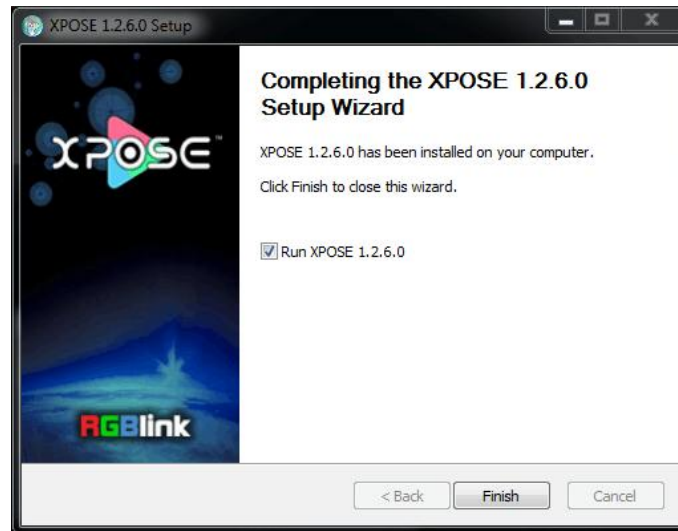 XPOSE 1.2.6.0 Setup
XPOSE™
RGBlink
Completing the XPOSE 1.2.6.0
Setup Wizard
XPOSE 1.2.6.0 has been installed on your computer.
Click Finish to close this wizard.
Run XPOSE 1.2.6.0
< Back Finish Cancel